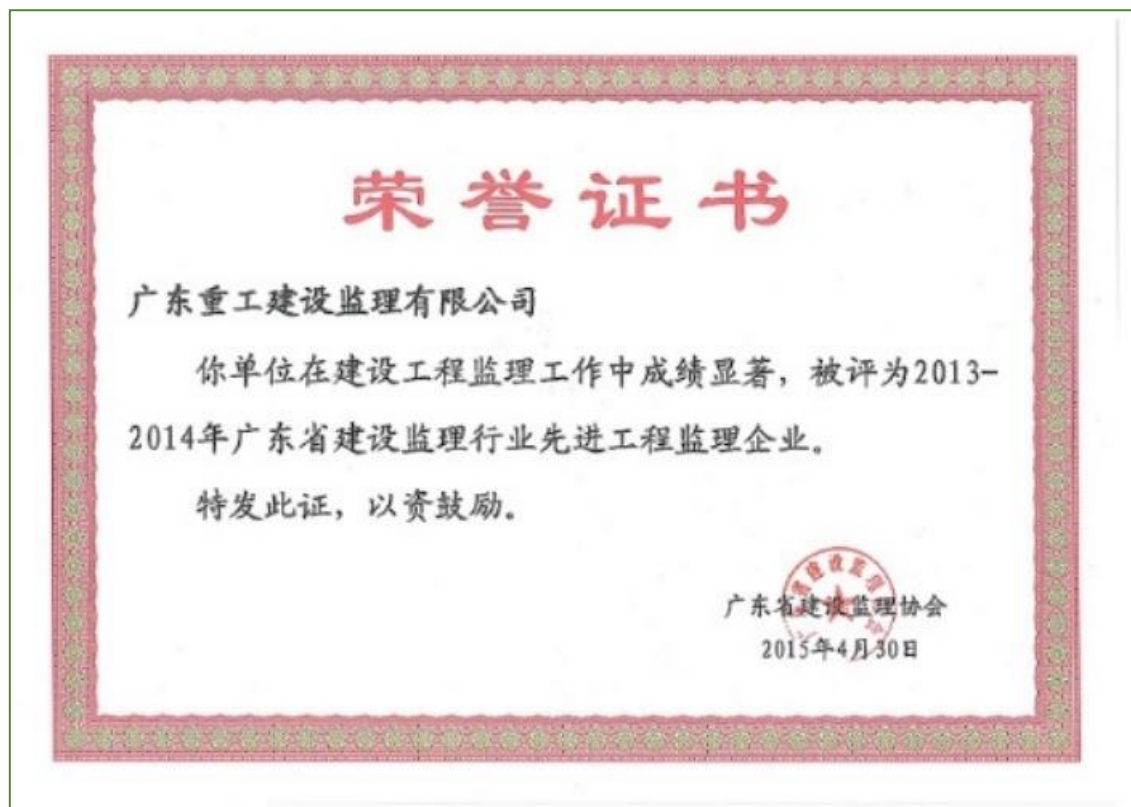 荣誉证书
广东重工建设监理有限公司
你单位在建设工程监理工作中成绩显著，被评为2013-
2014年广东省建设监理行业先进工程监理企业。
特发此证，以资鼓励。
广东省建设监理协会
2015年4月30日